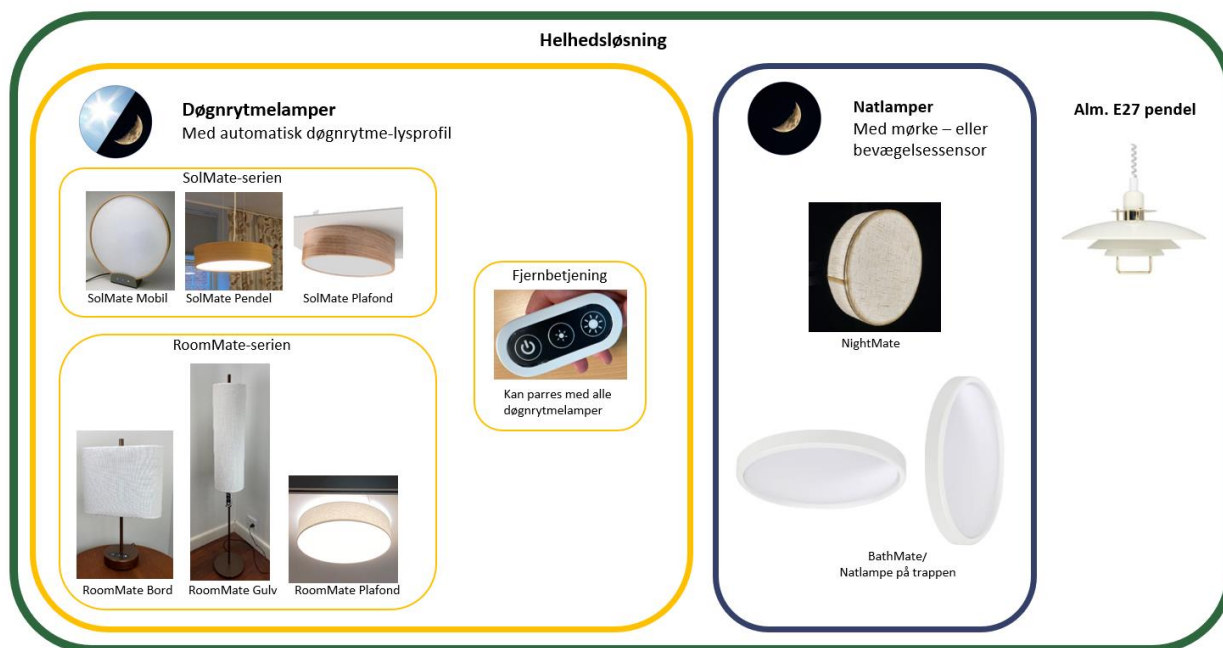 Helhedsløsning
Døgnrytmelamper
Med automatisk døgnrytme-lysprofil
SolMate-serien
SolMate Mobil
SolMate Pendel
SolMate Plafond
RoomMate-serien
RoomMate Bord
RoomMate Gulv
RoomMate Plafond
Fjernbetjening
Kan parres med alle
døgnrytmelamper
Natlamper
Med mørke – eller
bevægelsessensor
NightMate
BathMate/
Natlampe på trappen
Alm. E27 pendel